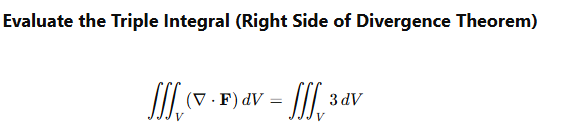 Evaluate the Triple Integral (Right Side of Divergence Theorem)
∭_V (∇ · F) dV = ∭_V 3 dV